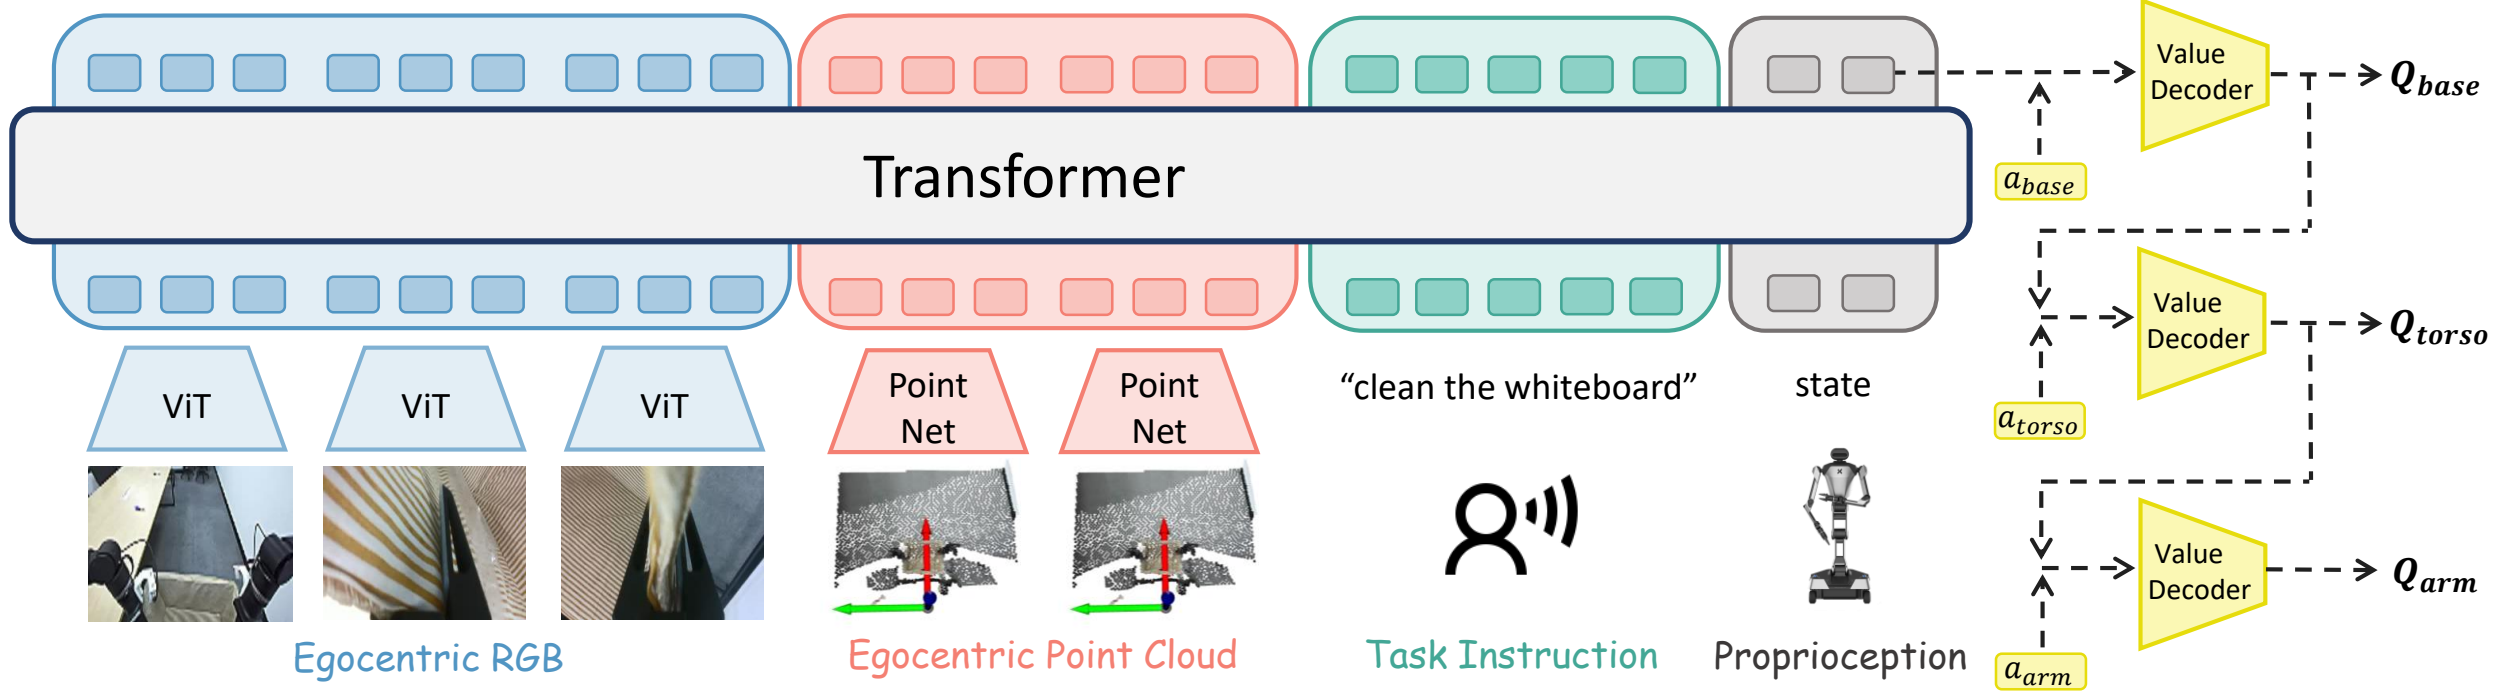 Transformer
ViT
ViT
ViT
Point
Net
Point
Net
“clean the whiteboard”
state
Egocentric RGB
Egocentric Point Cloud
Task Instruction
Proprioception
Value
Decoder
Q_base
a_base
Value
Decoder
Q_torso
a_torso
Value
Decoder
Q_arm
a_arm